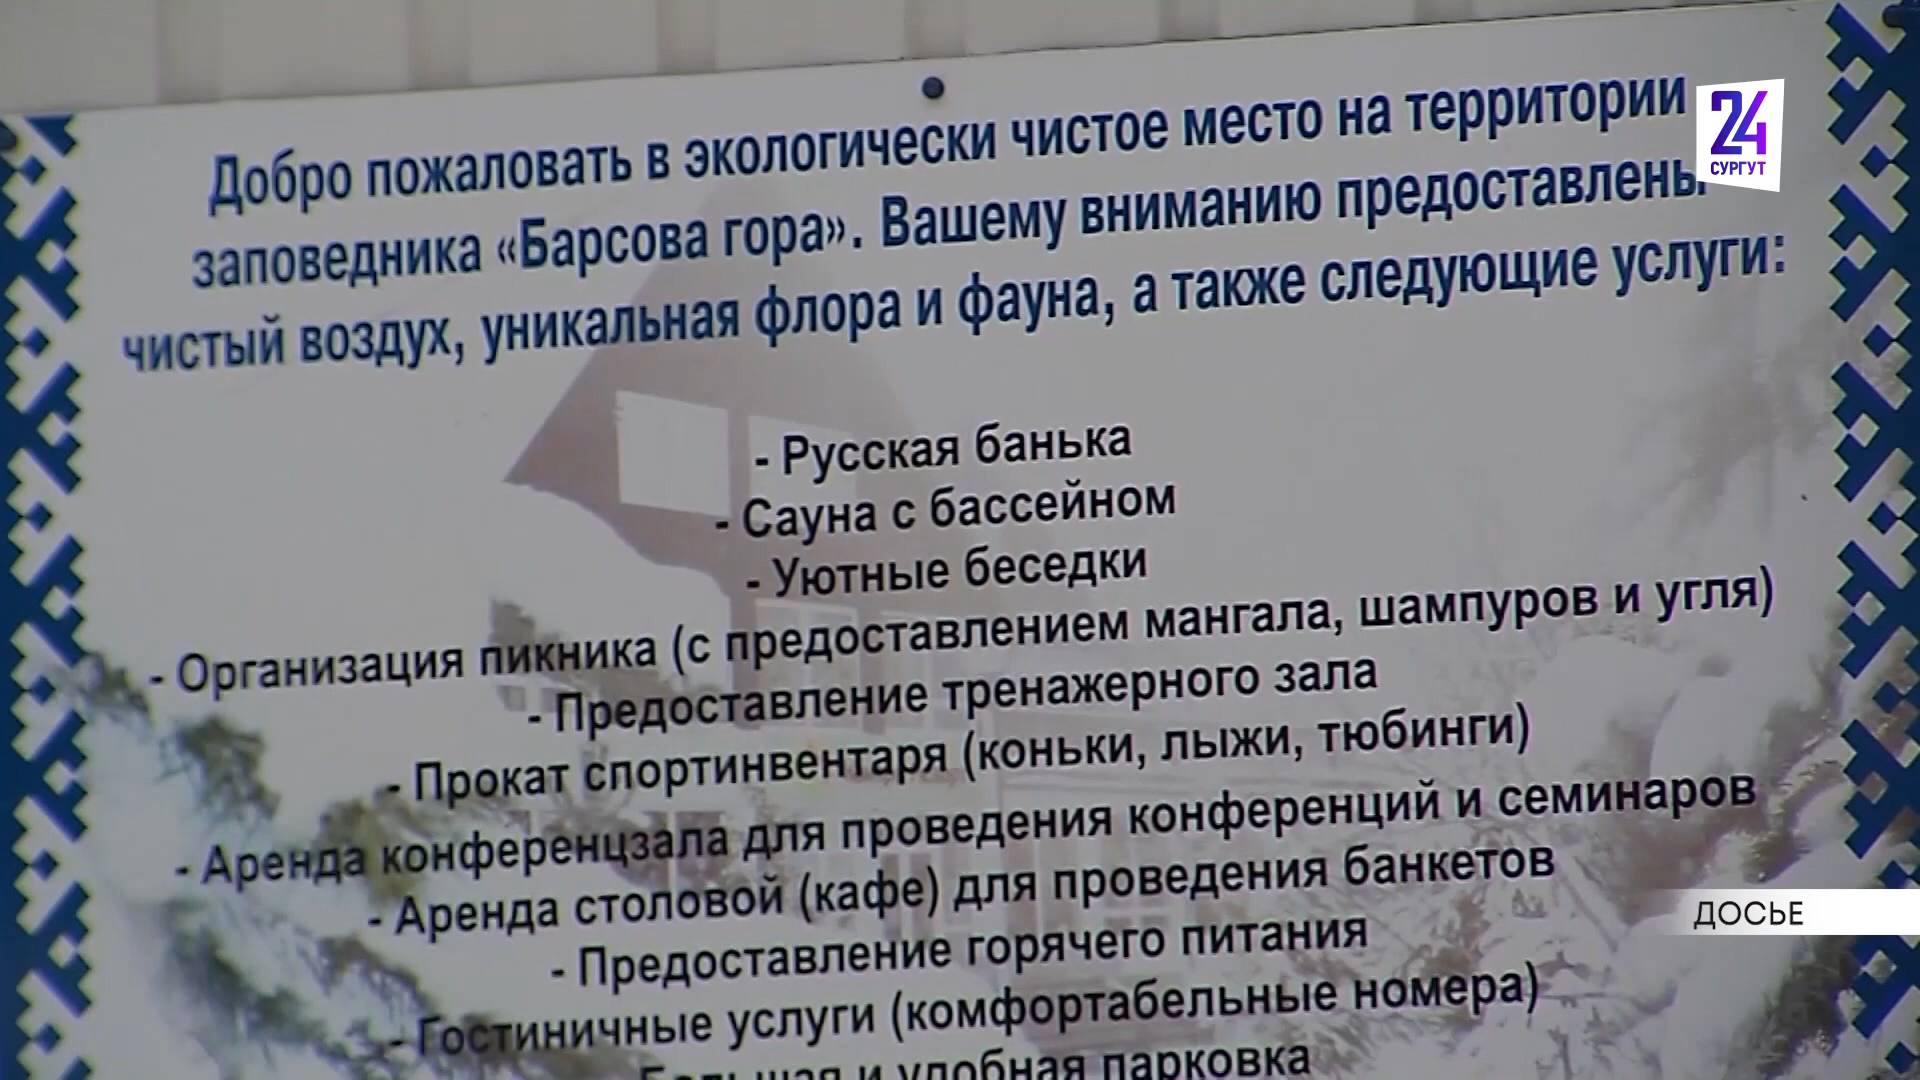 Добро пожаловать в экологически чистое место на территории
заповедника «Барсова гора». Вашему вниманию предоставлены
чистый воздух, уникальная флора и фауна, а также следующие услуги:
- Русская банька
- Сауна с бассейном
- Уютные беседки
- Организация пикника (с предоставлением мангала, шампуров и угля)
- Предоставление тренажерного зала
- Прокат спортинвентаря (коньки, лыжи, тюбинги)
- Аренда конференцзала для проведения конференций и семинаров
- Аренда столовой (кафе) для проведения банкетов
- Предоставление горячего питания
- Гостиничные услуги (комфортабельные номера)
Большая и удобная парковка
24
СУРГУТ
ДОСЬЕ